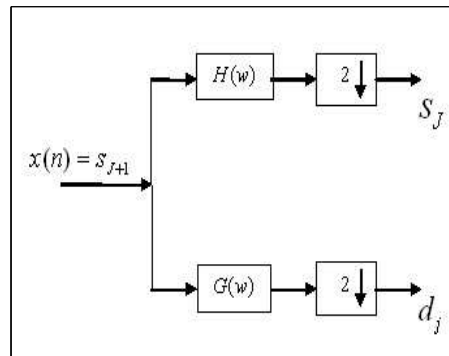 H(w) 2↓
S_J
x(n) = s_{J+1}
G(w) 2↓
d_j